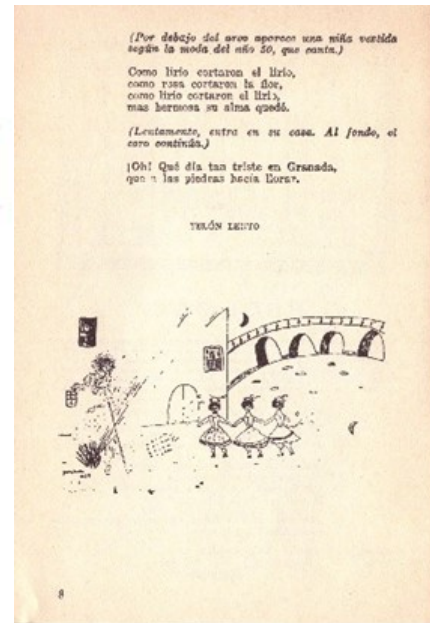 (Por debajo del arco aparece una niña vestida
según la moda del año 50, que canta.)
Como lirio cortaron el lirio,
como rosa cortaron la flor,
como lirio cortaron el lirio,
mas hermosa su alma quedó.
(Lentamente, entra en su casa. Al fondo, el
coro continúa.)
¡Oh! Qué día tan triste en Granada,
que a las piedras hacía llorar.
TELÓN LENTO
8